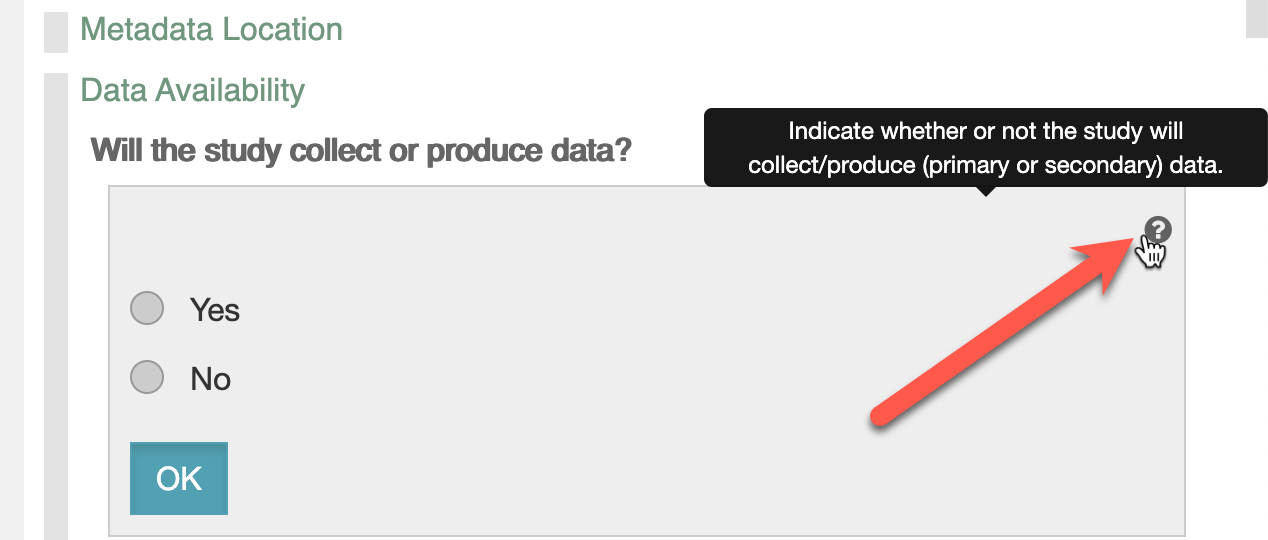 Metadata Location
Data Availability
Will the study collect or produce data?
Indicate whether or not the study will
collect/produce (primary or secondary) data.
?
Yes
No
OK